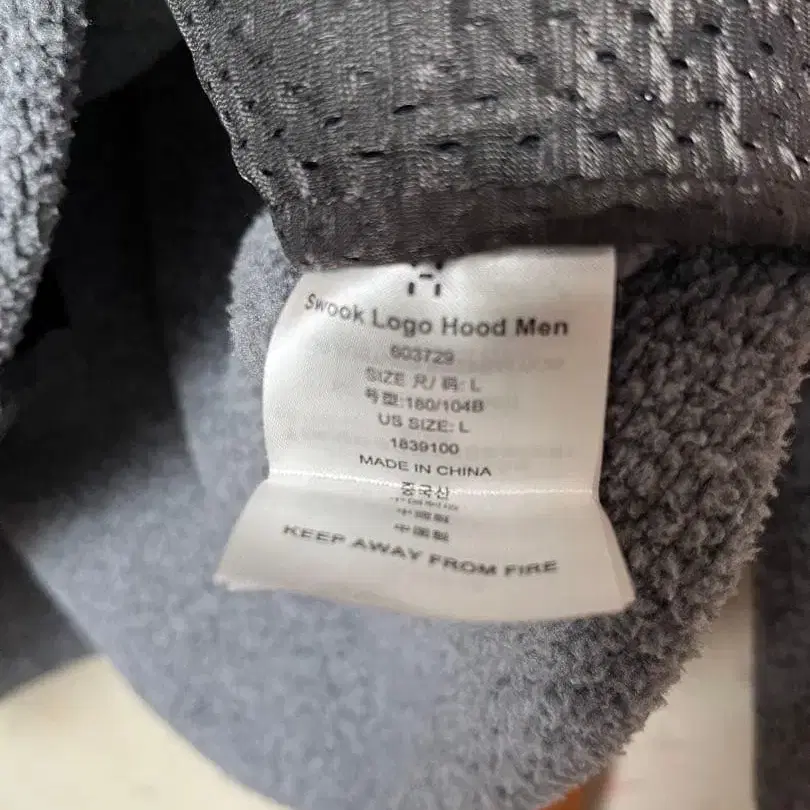 Swook Logo Hood Men
603729
SIZE 尺/ 码: L
号型:180/104B
US SIZE: L
1839100
MADE IN CHINA
중국산
中国製
KEEP AWAY FROM FIRE